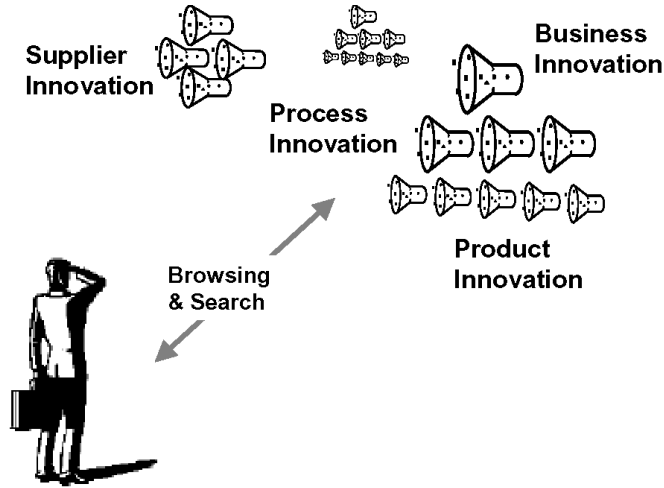 Supplier
Innovation
Business
Innovation
Process
Innovation
Product
Innovation
Browsing
& Search